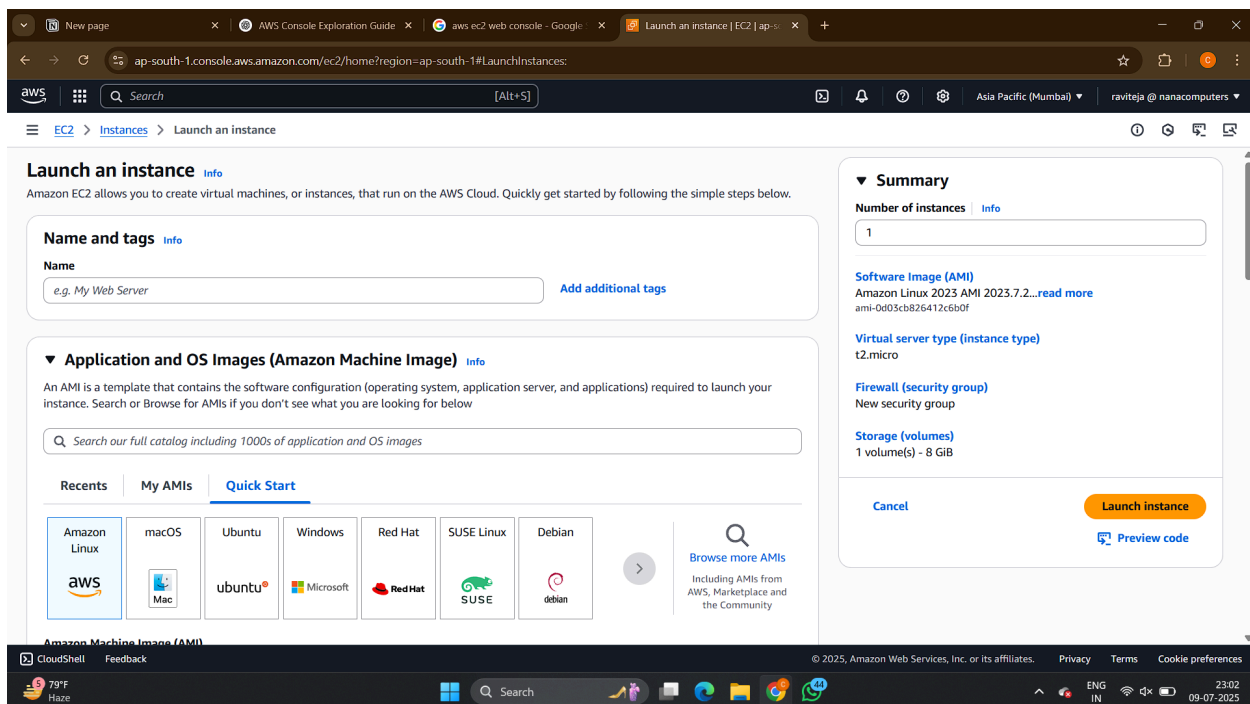 New page
AWS Console Exploration Guide
aws ec2 web console - Google
Launch an instance | EC2 | ap-s
ap-south-1.console.aws.amazon.com/ec2/home?region=ap-south-1#LaunchInstances:
C
aws
Search
[Alt+S]
Asia Pacific (Mumbai)
raviteja @ nanacomputers
EC2 > Instances > Launch an instance
Launch an instance Info
Amazon EC2 allows you to create virtual machines, or instances, that run on the AWS Cloud. Quickly get started by following the simple steps below.
Name and tags Info
Name
e.g. My Web Server
Add additional tags
Application and OS Images (Amazon Machine Image) Info
An AMI is a template that contains the software configuration (operating system, application server, and applications) required to launch your
instance. Search or Browse for AMIs if you don't see what you are looking for
below
Search our full catalog including 1000s of application and OS images
Recents
My AMIs
Quick Start
Amazon
Linux
aws
macOS
Mac
Ubuntu
ubuntu
Windows
Microsoft
Red Hat
Red Hat
SUSE Linux
SUSE
Debian
debian
Browse more AMIs
Including AMIs from
AWS, Marketplace and
the Community
Amazon Machine Image (AMI)
Summary
Number of instances Info
1
Software Image (AMI)
Amazon Linux 2023 AMI 2023.7.2...read more
ami-0d03cb826412c6b0f
Virtual server type (instance type)
t2.micro
Firewall (security group)
New security group
Storage (volumes)
1 volume(s) - 8 GiB
Cancel
Launch instance
Preview code
CloudShell
Feedback
© 2025, Amazon Web Services, Inc. or its affiliates.
Privacy
Terms
Cookie preferences
5
79°F
Haze
Search
C
44
ENG
IN
23:02
09-07-2025